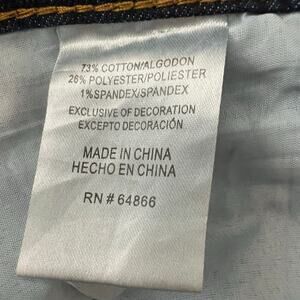 73% COTTON/ALGODON
26% POLYESTER/POLIESTER
1% SPANDEX/SPANDEX
EXCLUSIVE OF DECORATION
EXCEPTO DECORACIÓN
MADE IN CHINA
HECHO EN CHINA
RN # 64866